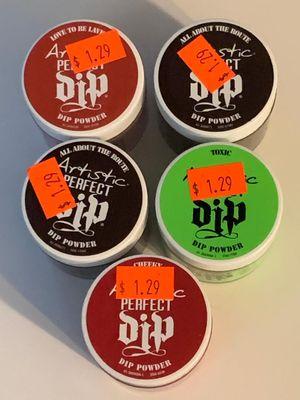 LOVE TO BE LAVE
$ 1.29
Artistic
PERFECT
dip
DIP POWDER
ALL ABOUT THE ROUTE
$ 1.29
Artistic
dip
DIP POWDER
ALL ABOUT THE ROUTE
$ 1.29
Artistic
PERFECT
dip
DIP POWDER
TOXIC
$ 1.29
dip
DIP POWDER
CHEEKY
$ 1.29
PERFECT
dip
DIP POWDER